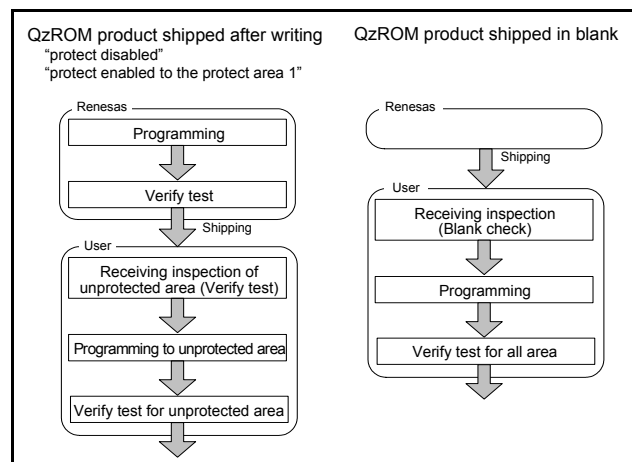 QzROM product shipped after writing
“protect disabled”
“protect enabled to the protect area 1”
Renesas
Programming
Verify test
Shipping
User
Receiving inspection of
unprotected area (Verify test)
Programming to unprotected area
Verify test for unprotected area
QzROM product shipped in blank
Renesas
Shipping
User
Receiving inspection
(Blank check)
Programming
Verify test for all area